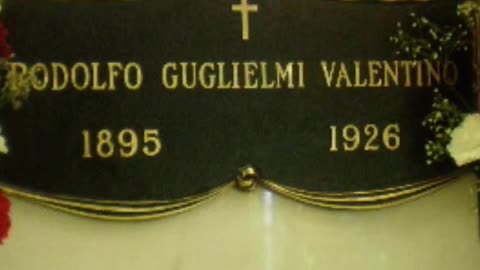 RODOLFO GUGLIELMI VALENTINO
1895 1926